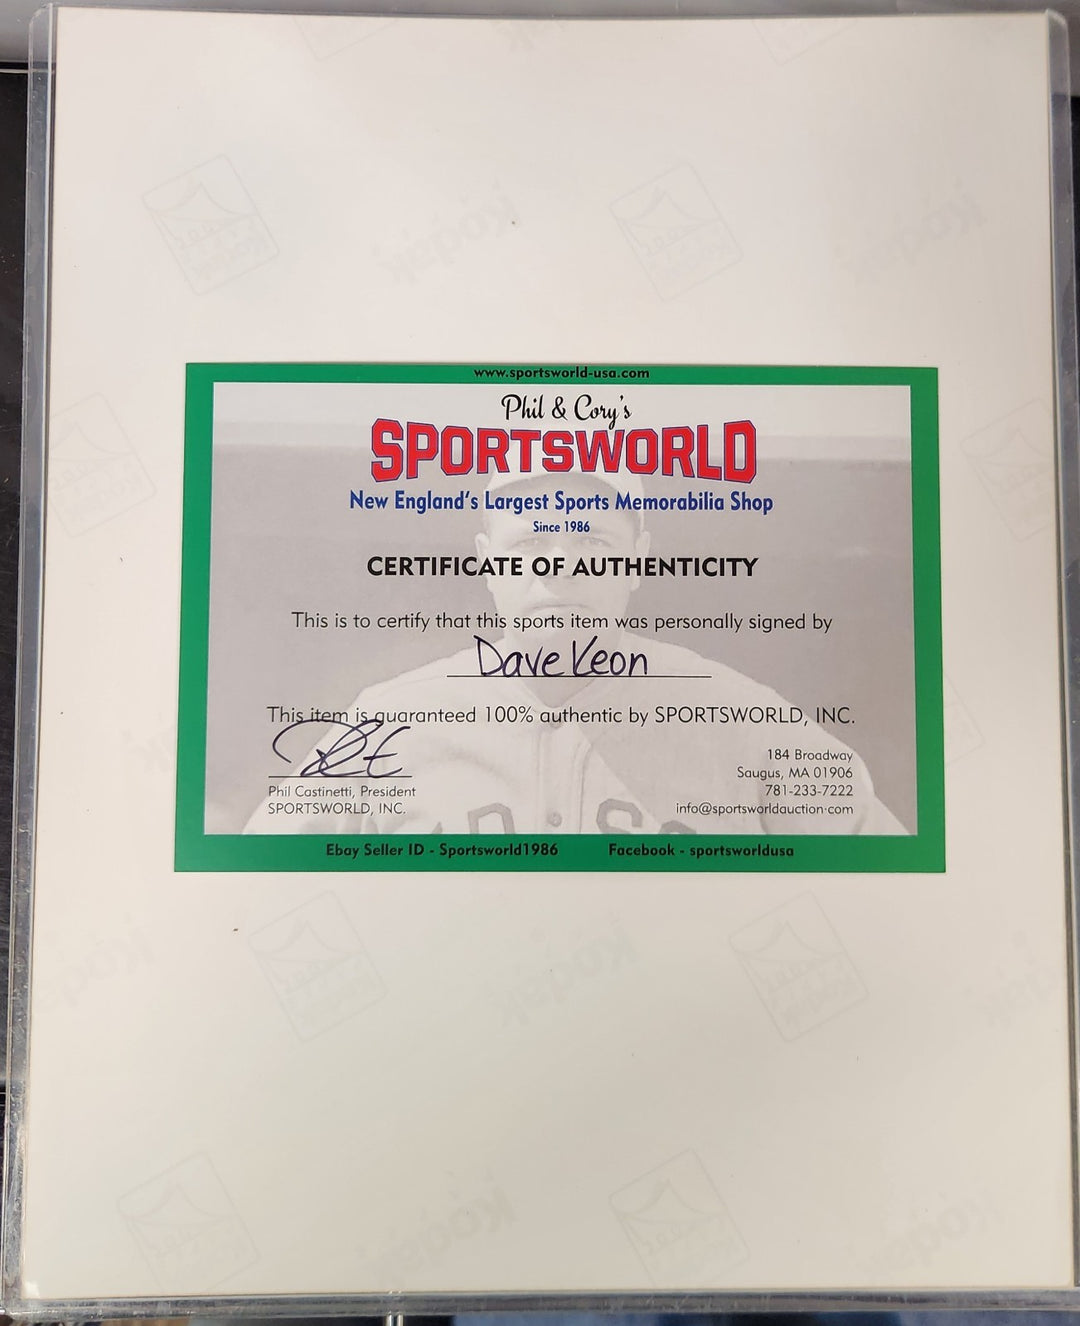 www.sportsworld-usa.com
Phil & Cory's
SPORTSWORLD
New England's Largest Sports Memorabilia Shop
Since 1986
CERTIFICATE OF AUTHENTICITY
This is to certify that this sports item was personally signed by
Dave Keon
This item is guaranteed 100% authentic by SPORTSWORLD, INC.
184 Broadway
Saugus, MA 01906
781-233-7222
info@sportsworldauction.com
Phil Castinetti, President
SPORTSWORLD, INC.
Ebay Seller ID - Sportsworld1986 Facebook - sportsworldusa